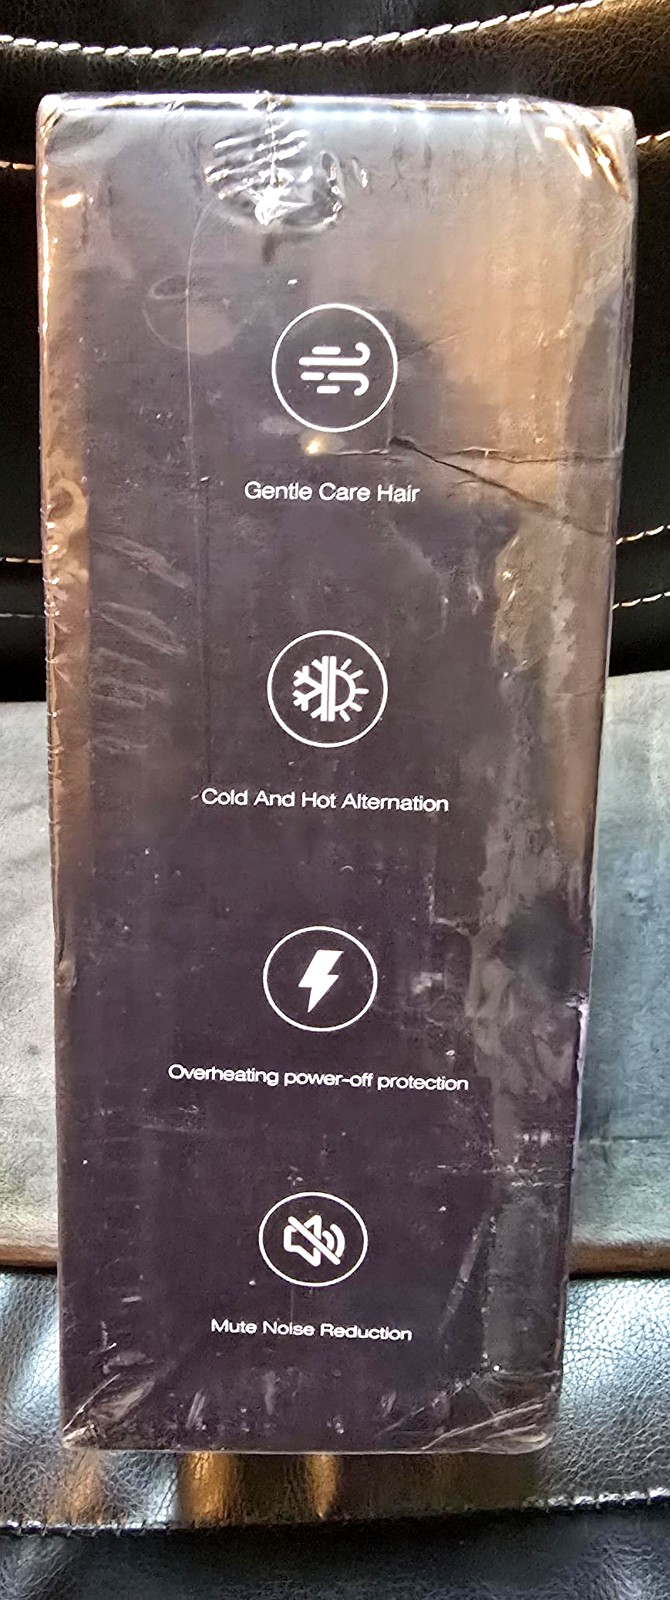 Gentle Care Hair
Cold And Hot Alternation
Overheating power-off protection
Mute Noise Reduction